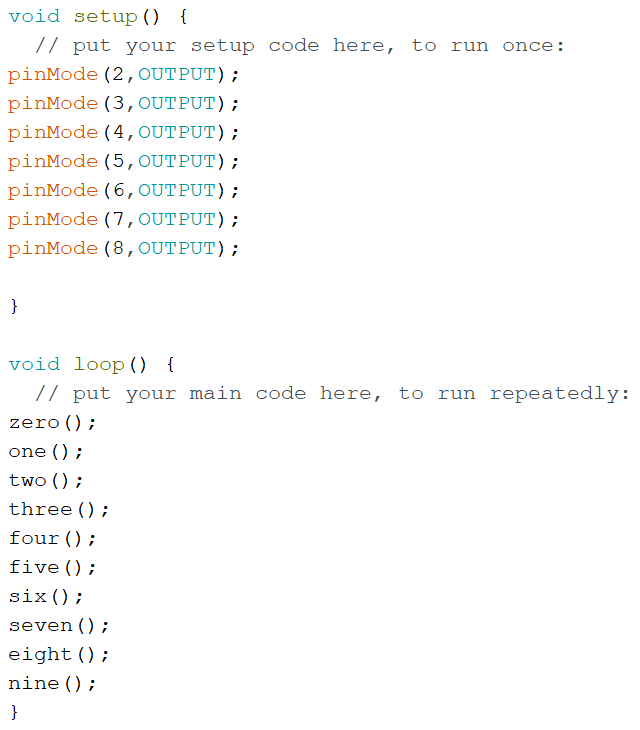 void setup() {
  // put your setup code here, to run once:
pinMode(2,OUTPUT);
pinMode(3,OUTPUT);
pinMode(4,OUTPUT);
pinMode(5,OUTPUT);
pinMode(6,OUTPUT);
pinMode(7,OUTPUT);
pinMode(8,OUTPUT);

}

void loop() {
  // put your main code here, to run repeatedly:
zero();
one();
two();
three();
four();
five();
six();
seven();
eight();
nine();
}